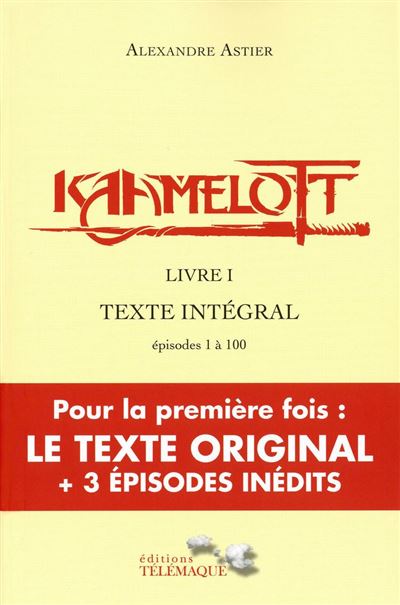 ALEXANDRE ASTIER
KAAMELOTT
LIVRE I
TEXTE INTÉGRAL
épisodes 1 à 100
Pour la première fois :
LE TEXTE ORIGINAL
+ 3 ÉPISODES INÉDITS
éditions
TÉLÉMAQUE